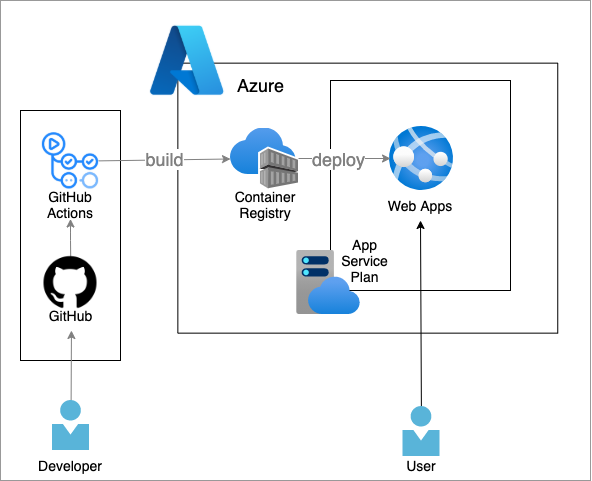 Azure
build
deploy
GitHub
Actions
Container
Registry
Web Apps
App
Service
Plan
GitHub
Developer
User